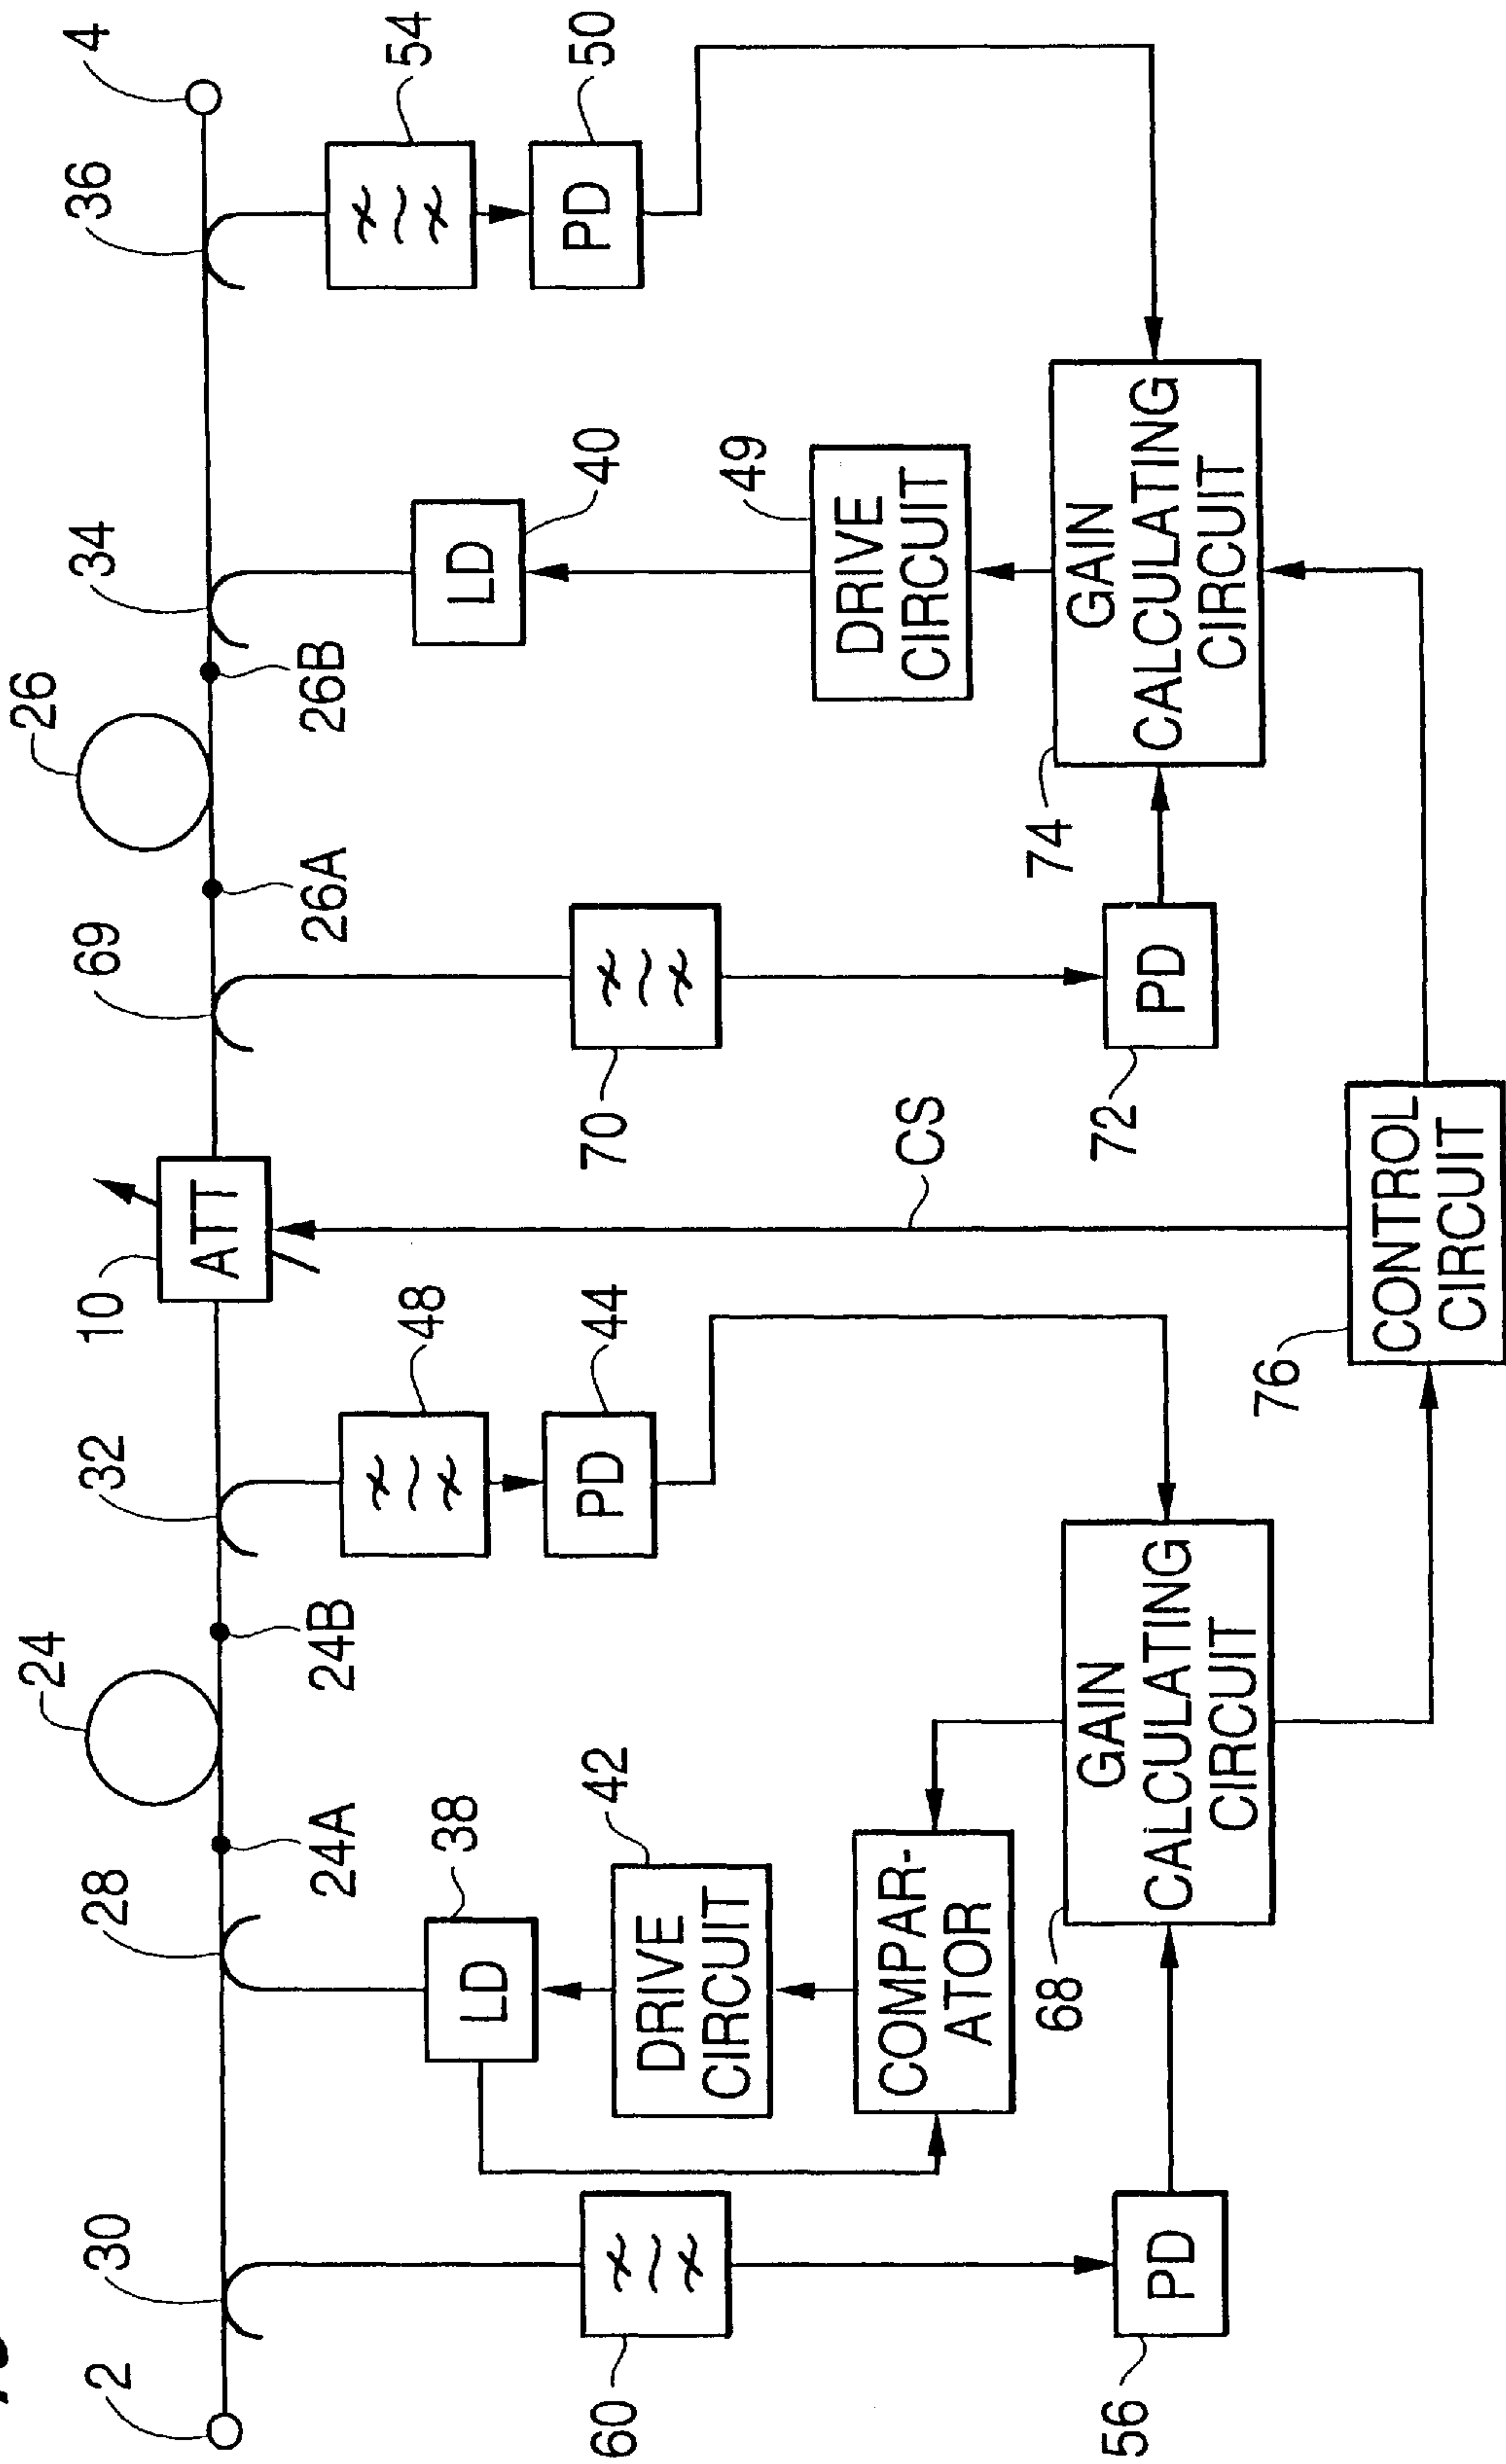 2
30
28
24A
24
24B
32
10
ATT
69
26A
26
26B
34
36
4
38
LD
48
44
PD
40
LD
54
50
PD
60
42
DRIVE
CIRCUIT
70
CS
49
DRIVE
CIRCUIT
COMPAR-
ATOR
56
PD
68
GAIN
CALCULATING
CIRCUIT
72
PD
74
GAIN
CALCULATING
CIRCUIT
76
CONTROL
CIRCUIT